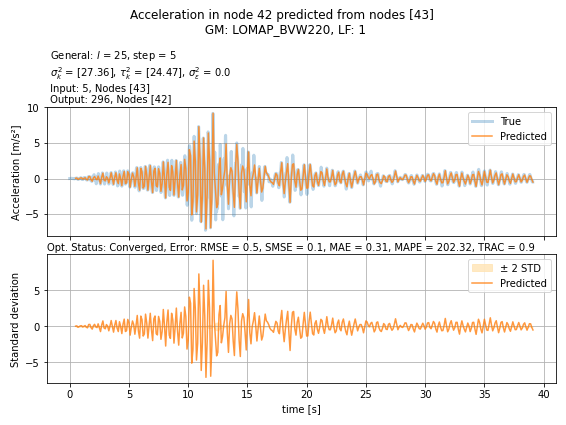 Acceleration in node 42 predicted from nodes [43]
GM: LOMAP_BVW220, LF: 1
General: l = 25, step = 5
σ²ₖ = [27.36], τ²ₖ = [24.47], σ²ε = 0.0
Input: 5, Nodes [43]
Output: 296, Nodes [42]
10
5
0
−5
Acceleration [m/s²]
True
Predicted
Opt. Status: Converged, Error: RMSE = 0.5, SMSE = 0.1, MAE = 0.31, MAPE = 202.32, TRAC = 0.9
5
0
−5
Standard deviation
± 2 STD
Predicted
0 5 10 15 20 25 30 35 40
time [s]